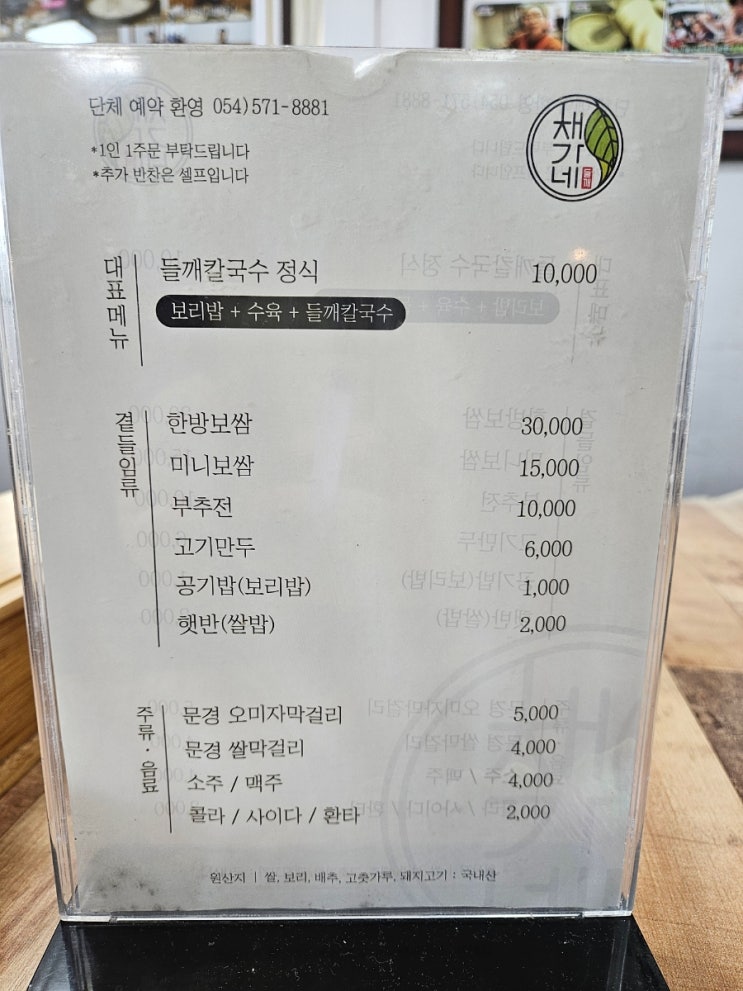 단체 예약 환영 054)571-8881
*1인 1주문 부탁드립니다
*추가 반찬은 셀프입니다
채가네
들깨
대표메뉴
들깨칼국수 정식 10,000
보리밥 + 수육 + 들깨칼국수
곁들임류
한방보쌈 30,000
미니보쌈 15,000
부추전 10,000
고기만두 6,000
공기밥(보리밥) 1,000
햇반(쌀밥) 2,000
주류 · 음료
문경 오미자막걸리 5,000
문경 쌀막걸리 4,000
소주 / 맥주 4,000
콜라 / 사이다 / 환타 2,000
원산지 | 쌀, 보리, 배추, 고춧가루, 돼지고기 : 국내산